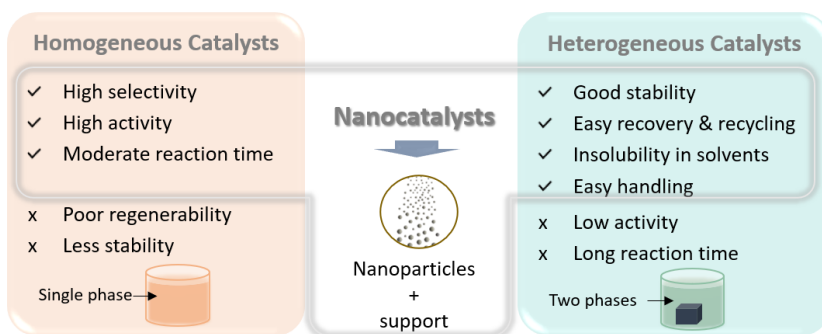 Homogeneous Catalysts
✓ High selectivity
✓ High activity
✓ Moderate reaction time
x Poor regenerability
x Less stability
Single phase
Nanocatalysts
Nanoparticles
+
support
Heterogeneous Catalysts
✓ Good stability
✓ Easy recovery & recycling
✓ Insolubility in solvents
✓ Easy handling
x Low activity
x Long reaction time
Two phases